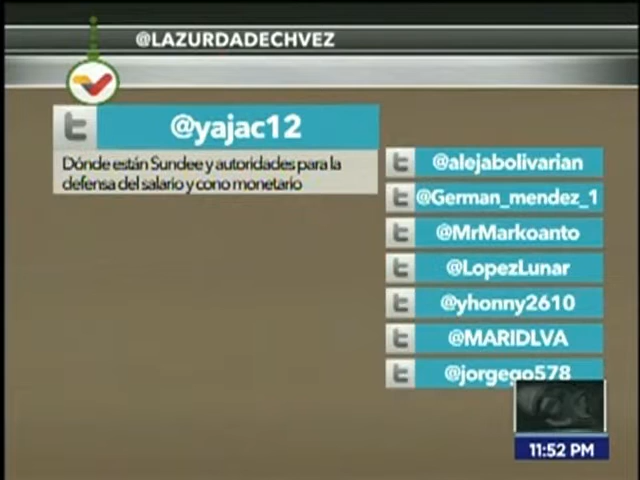 @LAZURDADECHVEZ
@yajac12
Dónde están Sundee y autoridades para la
defensa del salario y cono monetario
@alejabolivarian
@German_mendez_1
@MrMarkoanto
@LopezLunar
@yhonny2610
@MARIDLVA
@jorgego578
11:52 PM